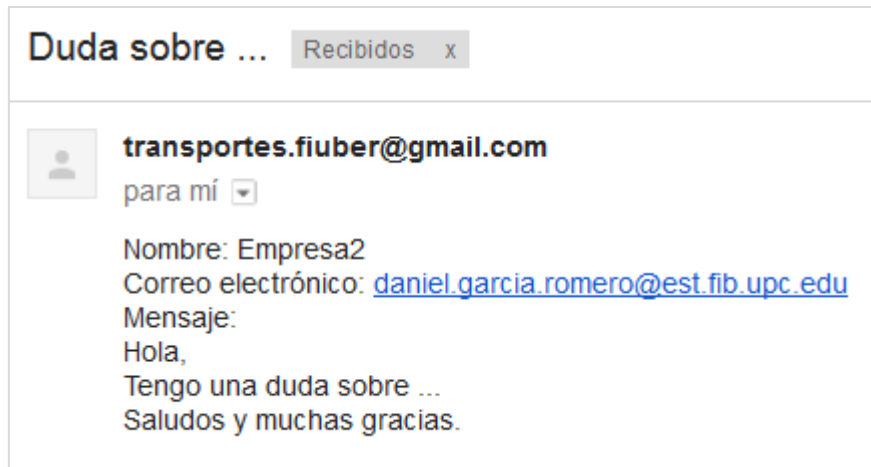 Duda sobre ... Recibidos x
transportes.fiuber@gmail.com
para mí
Nombre: Empresa2
Correo electrónico: daniel.garcia.romero@est.fib.upc.edu
Mensaje:
Hola,
Tengo una duda sobre ...
Saludos y muchas gracias.